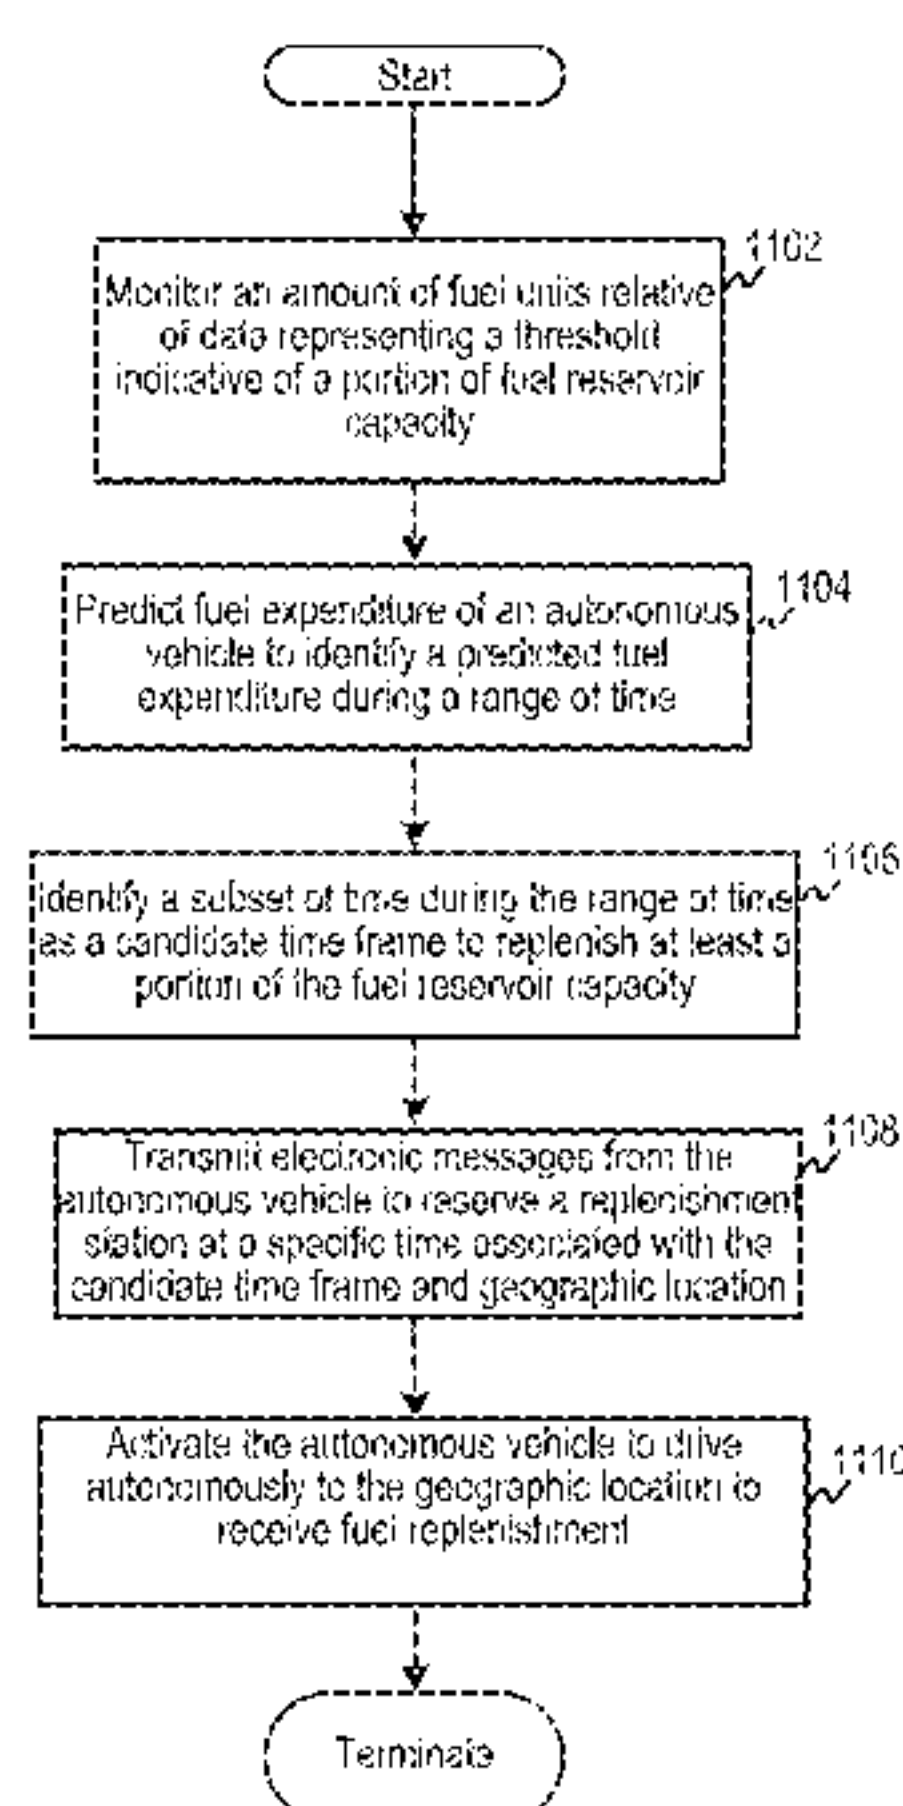 Start
1102
Monitor an amount of fuel units relative
of data representing a threshold
indicative of a portion of fuel reservoir
capacity
1104
Predict fuel expenditure of an autonomous
vehicle to identify a predicted fuel
expenditure during a range of time
1106
Identify a subset of time during the range of time
as a candidate time frame to replenish at least a
portion of the fuel reservoir capacity
1108
Transmit electronic messages from the
autonomous vehicle to reserve a replenishment
station at a specific time associated with the
candidate time frame and geographic location
1110
Activate the autonomous vehicle to drive
autonomously to the geographic location to
receive fuel replenishment
Terminate